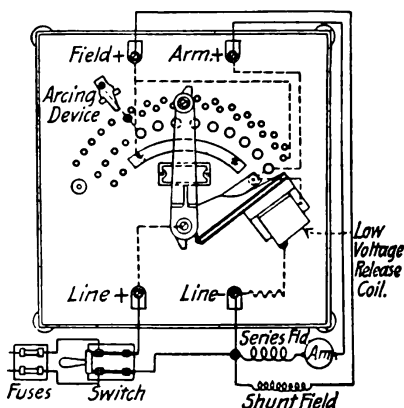 Field +
Arm. +
Arcing
Device
Low
Voltage
Release
Coil.
Line +
Line -
Series Fld
Arm
Fuses
Switch
Shunt Field